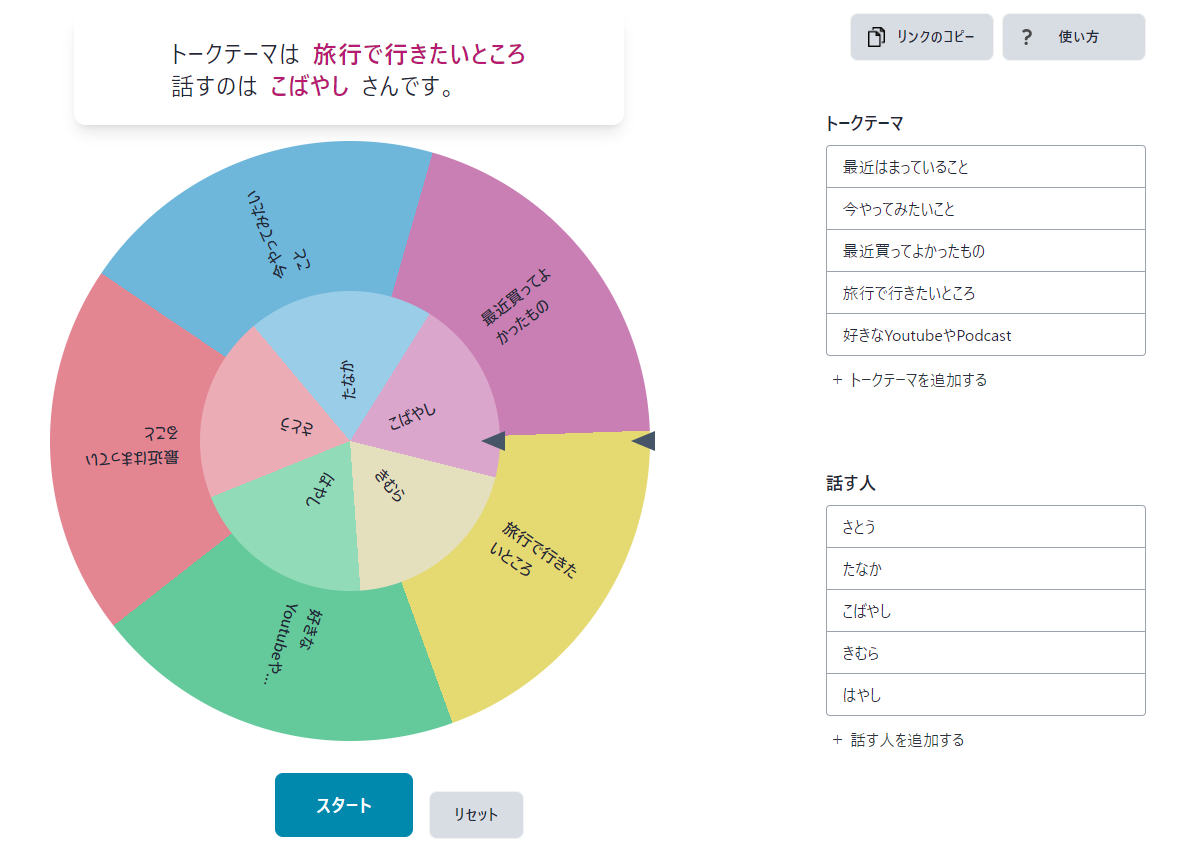 トークテーマは 旅行で行きたいところ
話すのは こばやし さんです。
リンクのコピー
? 使い方
今やってみたい
こと
最近買ってよ
かったもの
最近はまってい
ること
旅行で行きた
いところ
好きな
Youtubeや...
たなか
こばやし
さとう
はやし
きむら
スタート
リセット
トークテーマ
最近はまっていること
今やってみたいこと
最近買ってよかったもの
旅行で行きたいところ
好きなYoutubeやPodcast
+ トークテーマを追加する
話す人
さとう
たなか
こばやし
きむら
はやし
+ 話す人を追加する